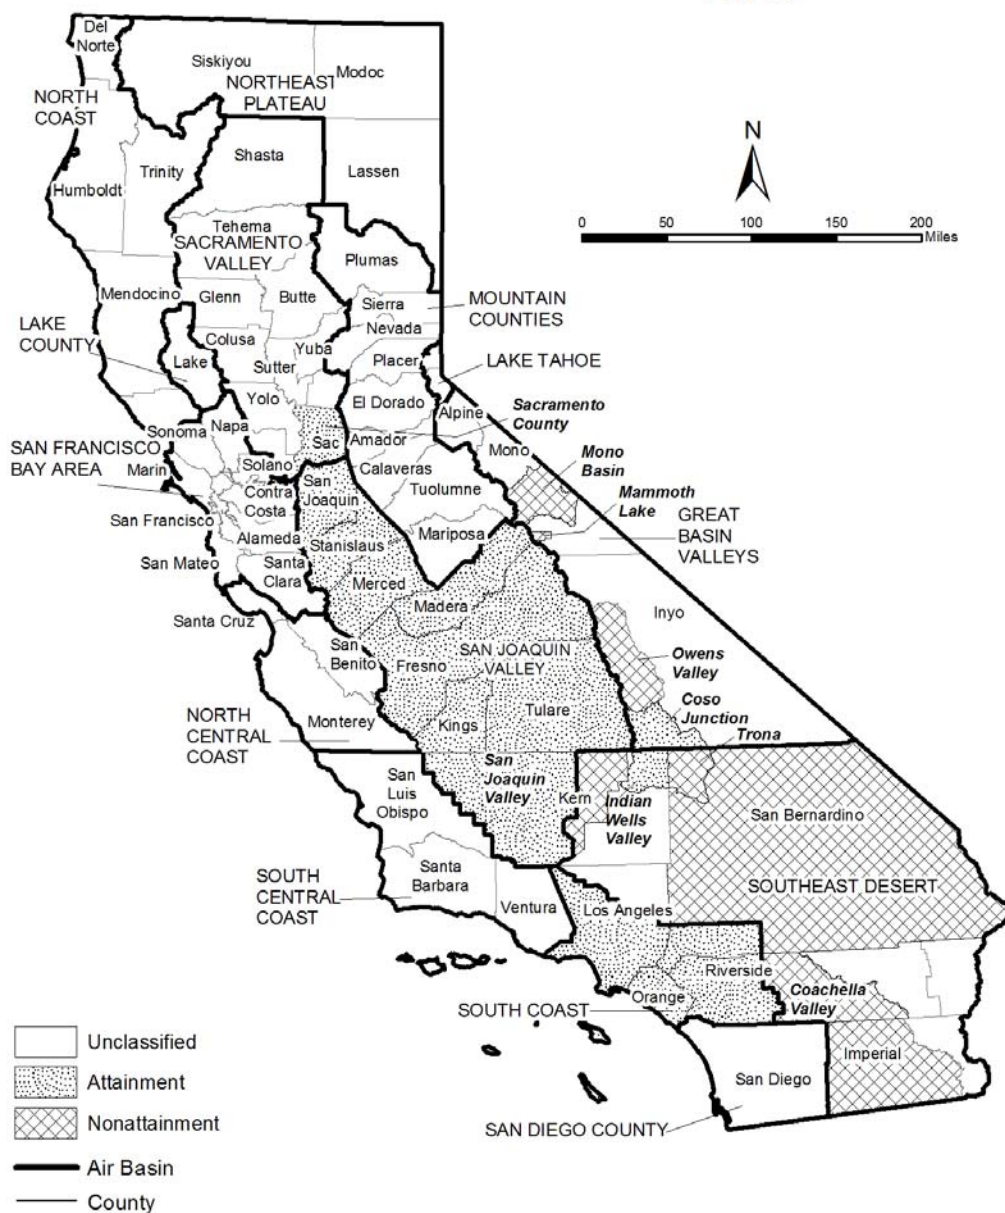 Del
Norte
Siskiyou
Modoc
NORTHEAST
PLATEAU
NORTH
COAST
Shasta
Trinity
Lassen
Humboldt
N
0 50 100 150 200
Miles
Tehema
SACRAMENTO
VALLEY
Plumas
Mendocino
Glenn
Butte
Sierra
MOUNTAIN
COUNTIES
Nevada
LAKE
COUNTY
Colusa
Yuba
Lake
Sutter
Placer
LAKE TAHOE
Yolo
El Dorado
Alpine
Sacramento
County
Sonoma
Napa
Sac
Amador
Mono
Mono
Basin
SAN FRANCISCO
BAY AREA
Marin
Solano
Calaveras
Contra
Costa
San
Joaquin
Tuolumne
Mammoth
Lake
San Francisco
GREAT
BASIN
VALLEYS
Alameda
Stanislaus
Mariposa
San Mateo
Santa
Clara
Merced
Madera
Inyo
Santa Cruz
San
Benito
Fresno
SAN JOAQUIN
VALLEY
Owens
Valley
Coso
Junction
NORTH
CENTRAL
COAST
Monterey
Kings
Tulare
Trona
San
Luis
Obispo
San
Joaquin
Valley
Kern
Indian
Wells
Valley
San Bernardino
SOUTH
CENTRAL
COAST
Santa
Barbara
Ventura
Los Angeles
SOUTHEAST DESERT
Riverside
Coachella
Valley
Orange
SOUTH COAST
Imperial
San Diego
SAN DIEGO COUNTY
Unclassified
Attainment
Nonattainment
Air Basin
County